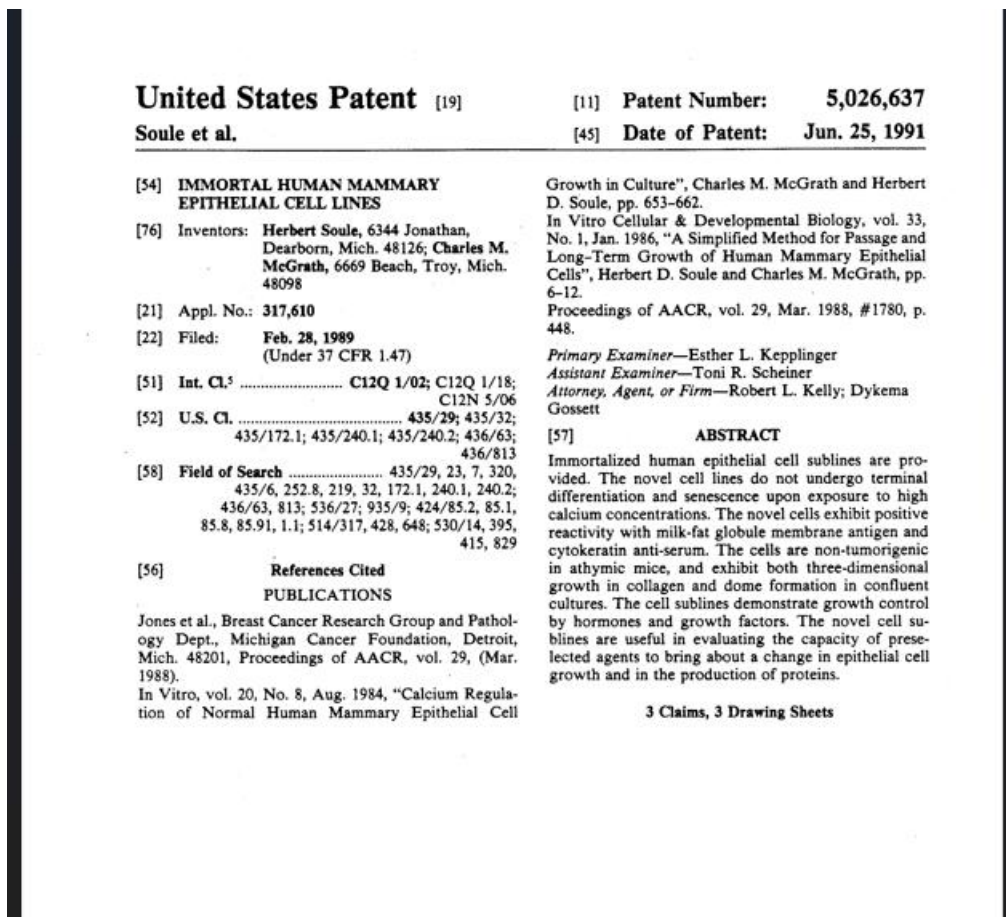 United States Patent [19]
Soule et al.
[11] Patent Number: 5,026,637
[45] Date of Patent: Jun. 25, 1991
[54] IMMORTAL HUMAN MAMMARY
EPITHELIAL CELL LINES
[76] Inventors: Herbert Soule, 6344 Jonathan,
Dearborn, Mich. 48126; Charles M.
McGrath, 6669 Beach, Troy, Mich.
48098
[21] Appl. No.: 317,610
[22] Filed: Feb. 28, 1989
(Under 37 CFR 1.47)
[51] Int. Cl.⁵ ......................... C12Q 1/02; C12Q 1/18;
C12N 5/06
[52] U.S. Cl. ........................................ 435/29; 435/32;
435/172.1; 435/240.1; 435/240.2; 436/63;
436/813
[58] Field of Search ....................... 435/29, 23, 7, 320,
435/6, 252.8, 219, 32, 172.1, 240.1, 240.2;
436/63, 813; 536/27; 935/9; 424/85.2, 85.1,
85.8, 85.91, 1.1; 514/317, 428, 648; 530/14, 395,
415, 829
[56] References Cited
PUBLICATIONS
Jones et al., Breast Cancer Research Group and Pathol-
ogy Dept., Michigan Cancer Foundation, Detroit,
Mich. 48201, Proceedings of AACR, vol. 29, (Mar.
1988).
In Vitro, vol. 20, No. 8, Aug. 1984, "Calcium Regula-
tion of Normal Human Mammary Epithelial Cell
Growth in Culture", Charles M. McGrath and Herbert
D. Soule, pp. 653-662.
In Vitro Cellular & Developmental Biology, vol. 33,
No. 1, Jan. 1986, "A Simplified Method for Passage and
Long-Term Growth of Human Mammary Epithelial
Cells", Herbert D. Soule and Charles M. McGrath, pp.
6-12.
Proceedings of AACR, vol. 29, Mar. 1988, #1780, p.
448.
Primary Examiner—Esther L. Kepplinger
Assistant Examiner—Toni R. Scheiner
Attorney, Agent, or Firm—Robert L. Kelly; Dykema
Gossett
[57] ABSTRACT
Immortalized human epithelial cell sublines are pro-
vided. The novel cell lines do not undergo terminal
differentiation and senescence upon exposure to high
calcium concentrations. The novel cells exhibit positive
reactivity with milk-fat globule membrane antigen and
cytokeratin anti-serum. The cells are non-tumorigenic
in athymic mice, and exhibit both three-dimensional
growth in collagen and dome formation in confluent
cultures. The cell sublines demonstrate growth control
by hormones and growth factors. The novel cell su-
blines are useful in evaluating the capacity of prese-
lected agents to bring about a change in epithelial cell
growth and in the production of proteins.
3 Claims, 3 Drawing Sheets